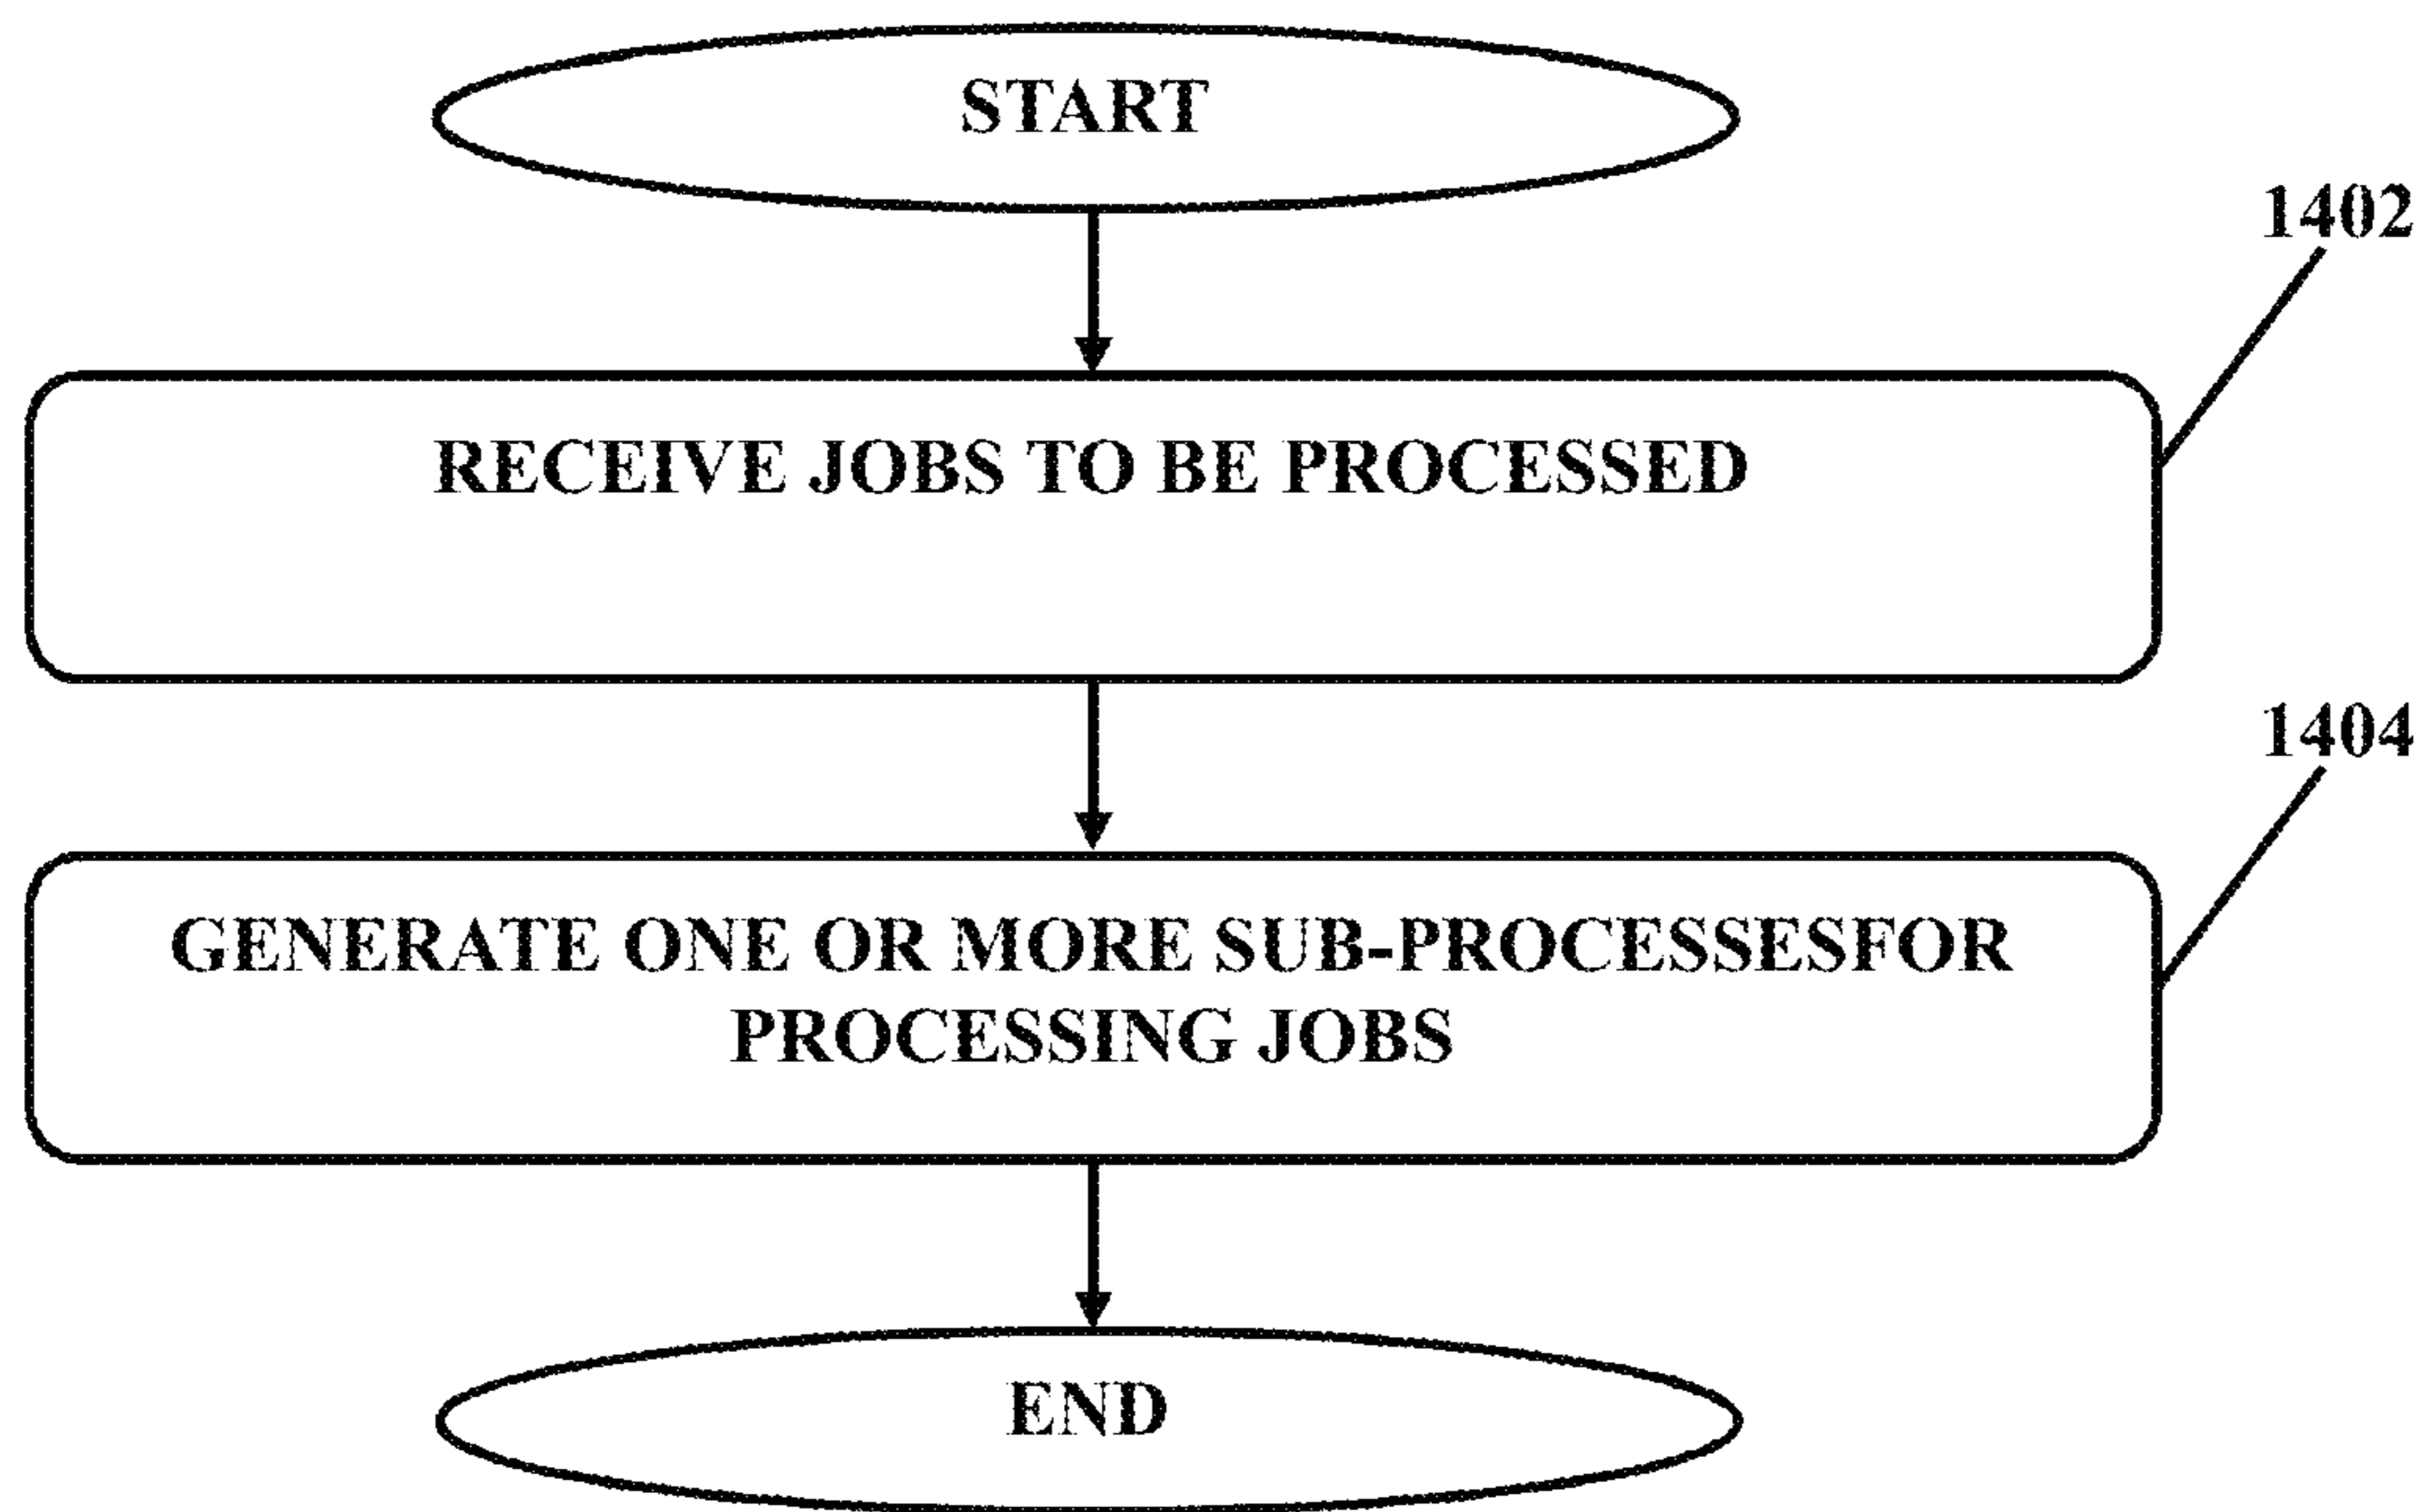 START
1402
RECEIVE JOBS TO BE PROCESSED
1404
GENERATE ONE OR MORE SUB-PROCESSESFOR
PROCESSING JOBS
END